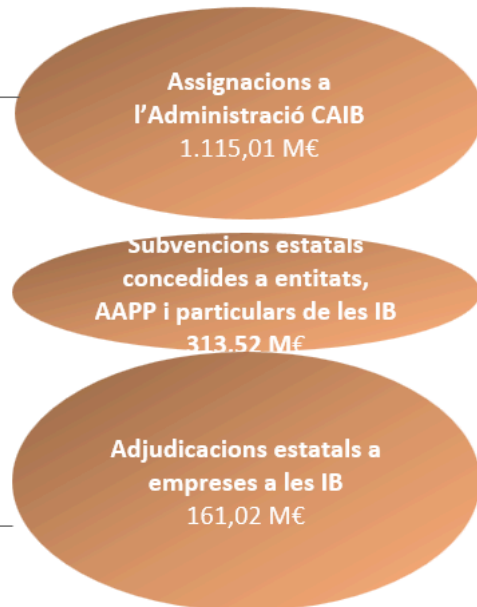 Assignacions a
l’Administració CAIB
1.115,01 M€
Subvencions estatals
concedides a entitats,
AAPP i particulars de les IB
313,52 M€
Adjudicacions estatals a
empreses a les IB
161,02 M€